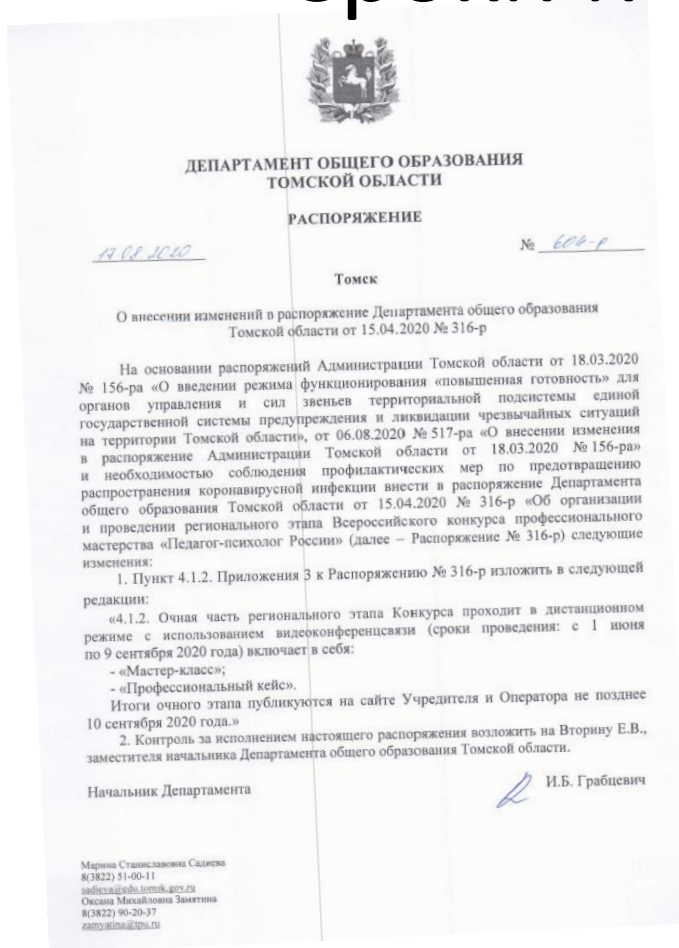 ДЕПАРТАМЕНТ ОБЩЕГО ОБРАЗОВАНИЯ
ТОМСКОЙ ОБЛАСТИ
РАСПОРЯЖЕНИЕ
17.08.2020 № 604-р
Томск
О внесении изменений в распоряжение Департамента общего образования
Томской области от 15.04.2020 № 316-р
На основании распоряжений Администрации Томской области от 18.03.2020
№ 156-ра «О введении режима функционирования «повышенная готовность» для
органов управления и сил звеньев территориальной подсистемы единой
государственной системы предупреждения и ликвидации чрезвычайных ситуаций
на территории Томской области», от 06.08.2020 № 517-ра «О внесении изменения
в распоряжение Администрации Томской области от 18.03.2020 № 156-ра»
и необходимостью соблюдения профилактических мер по предотвращению
распространения коронавирусной инфекции внести в распоряжение Департамента
общего образования Томской области от 15.04.2020 № 316-р «Об организации
и проведении регионального этапа Всероссийского конкурса профессионального
мастерства «Педагог-психолог России» (далее – Распоряжение № 316-р) следующие
изменения:
1. Пункт 4.1.2. Приложения 3 к Распоряжению № 316-р изложить в следующей
редакции:
«4.1.2. Очная часть регионального этапа Конкурса проходит в дистанционном
режиме с использованием видеоконференцсвязи (сроки проведения: с 1 июня
по 9 сентября 2020 года) включает в себя:
- «Мастер-класс»;
- «Профессиональный кейс».
Итоги очного этапа публикуются на сайте Учредителя и Оператора не позднее
10 сентября 2020 года.»
2. Контроль за исполнением настоящего распоряжения возложить на Вторину Е.В.,
заместителя начальника Департамента общего образования Томской области.
Начальник Департамента И.Б. Грабцевич
Марина Станиславовна Садиева
8(3822) 51-00-11
sadieva@edu.tomsk.gov.ru
Оксана Михайловна Замятина
8(3822) 90-20-37
zamyatina@tpu.ru